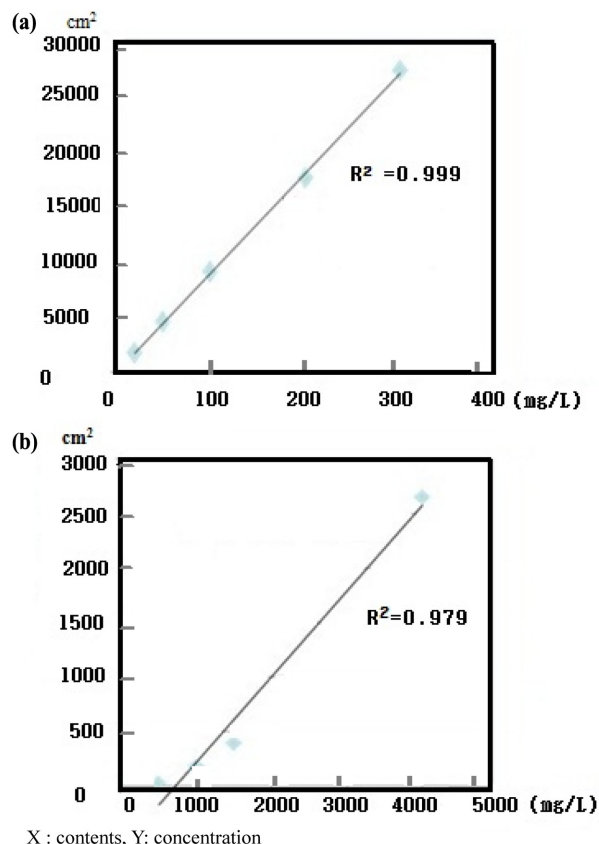 (a) cm²
30000
25000
20000
R² =0.999
15000
10000
5000
0
0 100 200 300 400 (mg/L)
(b) cm²
3000
2500
2000
R²=0.979
1500
1000
500
0
0 1000 2000 3000 4000 5000 (mg/L)
X : contents, Y: concentration